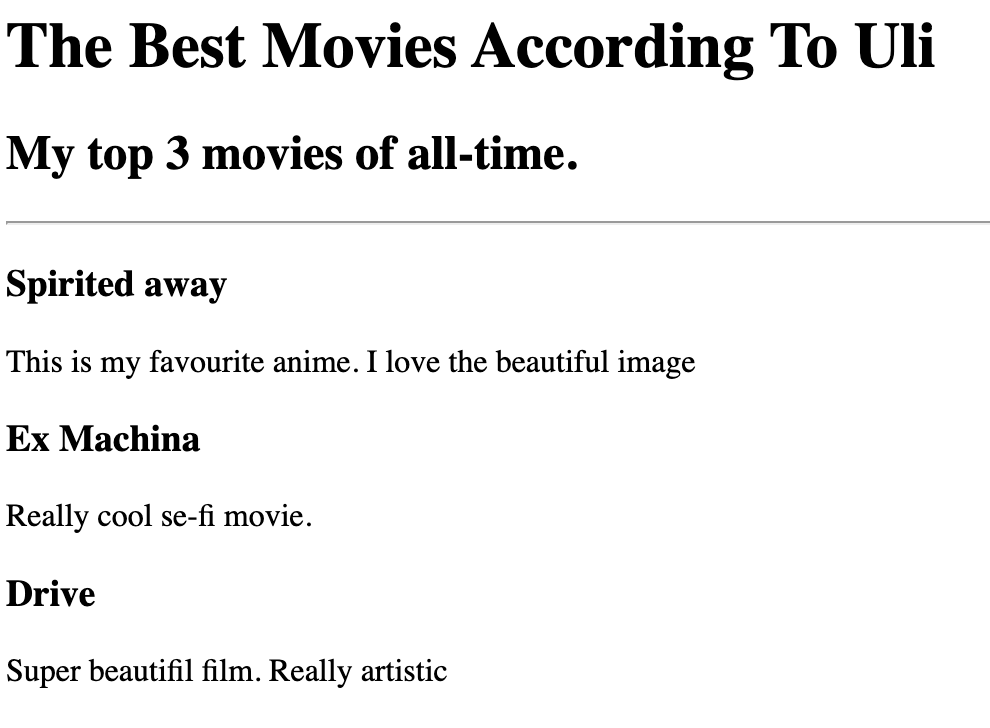 The Best Movies According To Uli
My top 3 movies of all-time.
Spirited away
This is my favourite anime. I love the beautiful image
Ex Machina
Really cool se-fi movie.
Drive
Super beautifil film. Really artistic